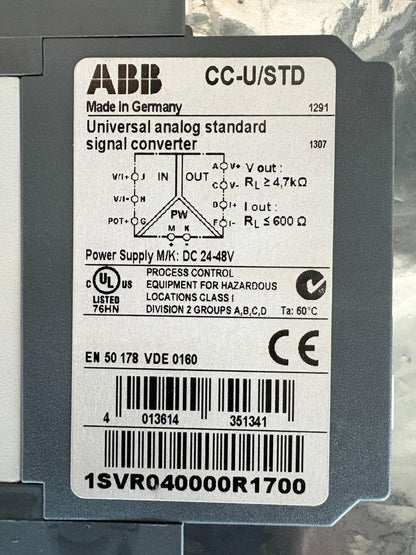 ABB CC-U/STD
Made in Germany 1291
Universal analog standard
signal converter 1307
V/I+ J IN OUT A V+ V out :
V/I- H C V- RL ≥ 4,7kΩ
POT+ G PW B I+ I out :
M K F I- RL ≤ 600 Ω
+ -
Power Supply M/K: DC 24-48V
C UL US
LISTED
76HN
PROCESS CONTROL
EQUIPMENT FOR HAZARDOUS
LOCATIONS CLASS I
DIVISION 2 GROUPS A,B,C,D Ta: 60°C
EN 50 178 VDE 0160
CE
4 013614 351341
1SVR040000R1700